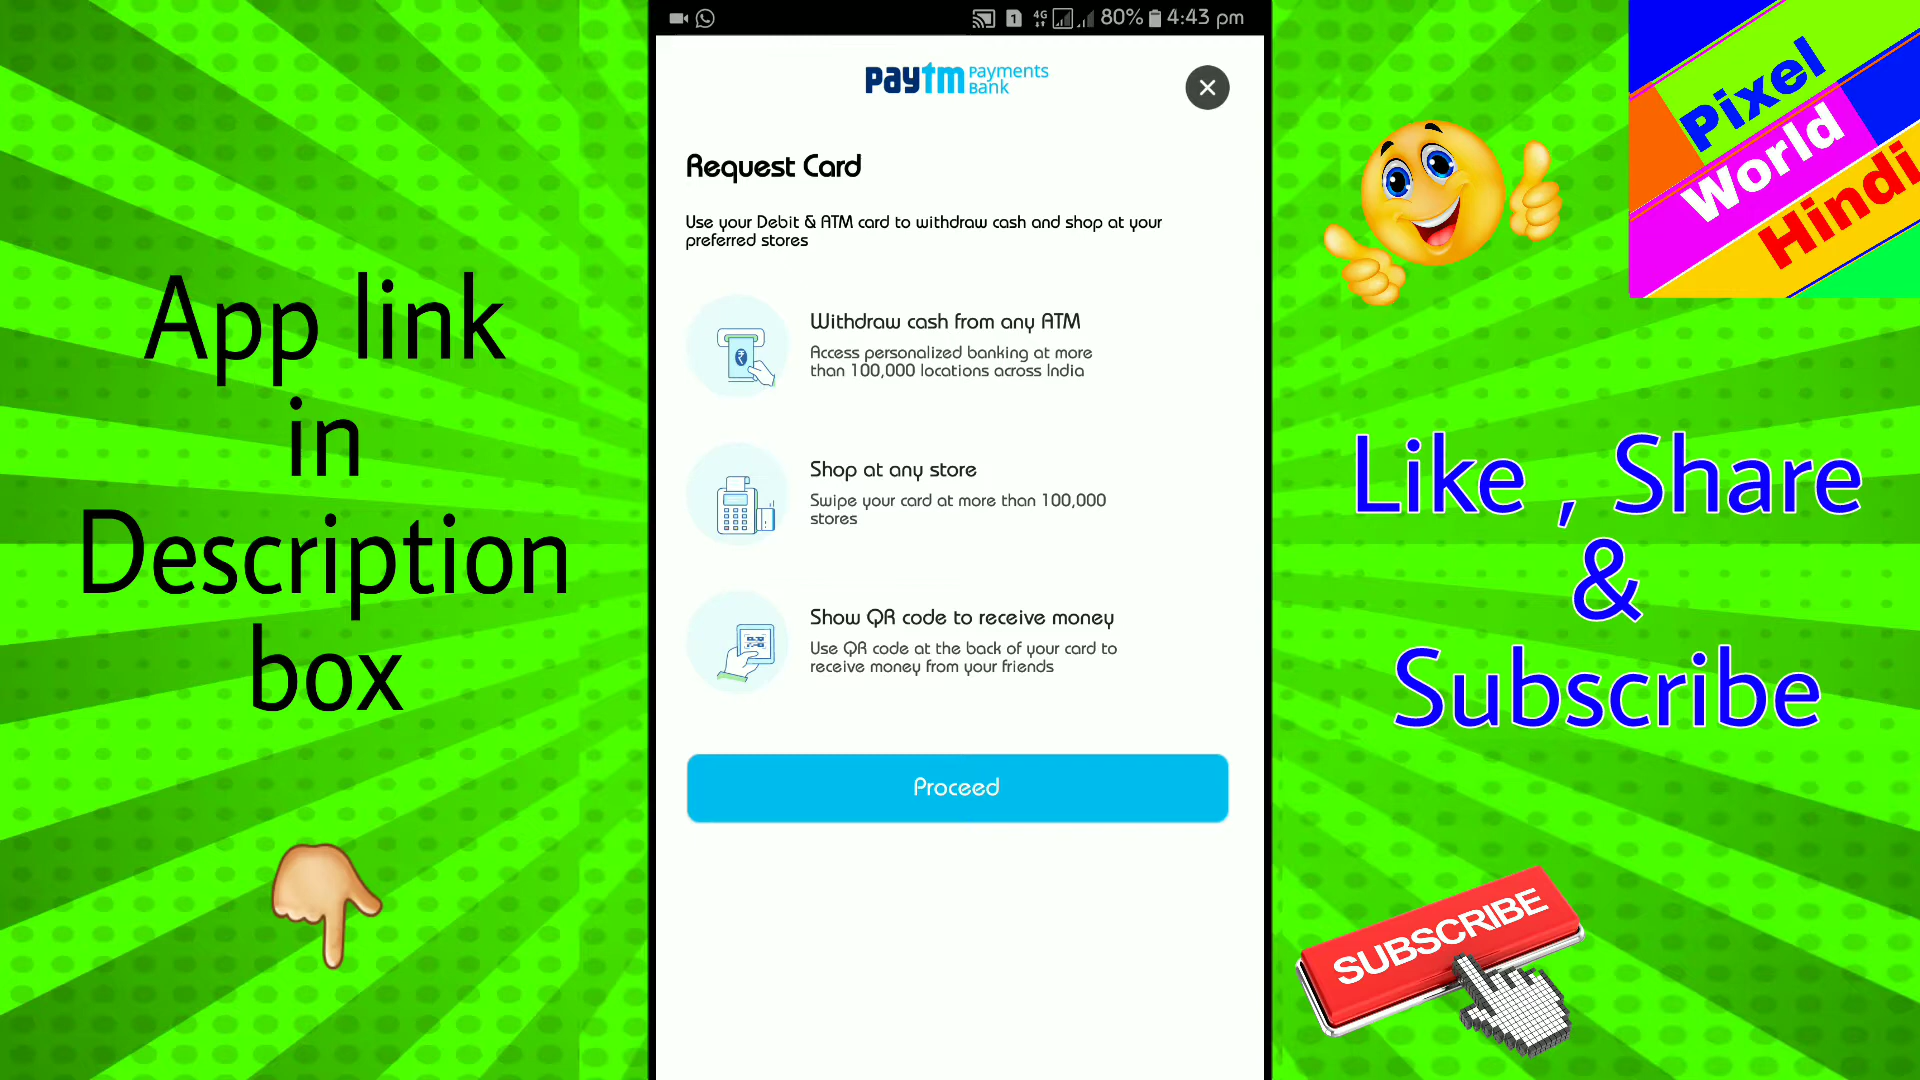 4G 80% 4:43 pm
1
paytm Payments Bank
Request Card
Use your Debit & ATM card to withdraw cash and shop at your
preferred stores
Withdraw cash from any ATM
Access personalized banking at more
than 100,000 locations across India
Shop at any store
Swipe your card at more than 100,000
stores
Show QR code to receive money
Use QR code at the back of your card to
receive money from your friends
Proceed
App link
in
Description
box
Pixel
World
Hindi
Like , Share
&
Subscribe
SUBSCRIBE